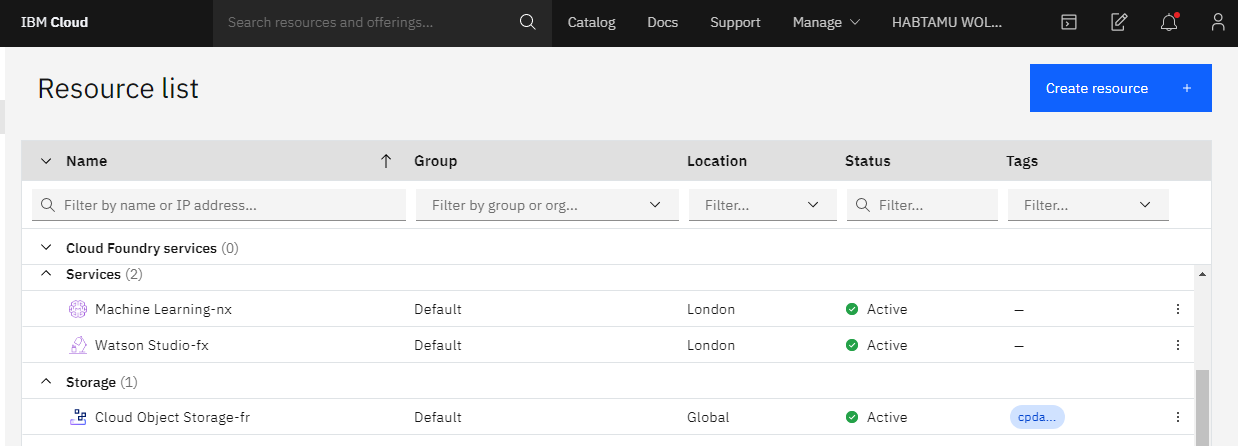 IBM Cloud Search resources and offerings... Catalog Docs Support Manage HABTAMU WOL...
Resource list
Create resource +
Name Group Location Status Tags
Filter by name or IP address... Filter by group or org... Filter... Filter... Filter...
Cloud Foundry services (0)
Services (2)
Machine Learning-nx Default London Active –
Watson Studio-fx Default London Active –
Storage (1)
Cloud Object Storage-fr Default Global Active cpda...